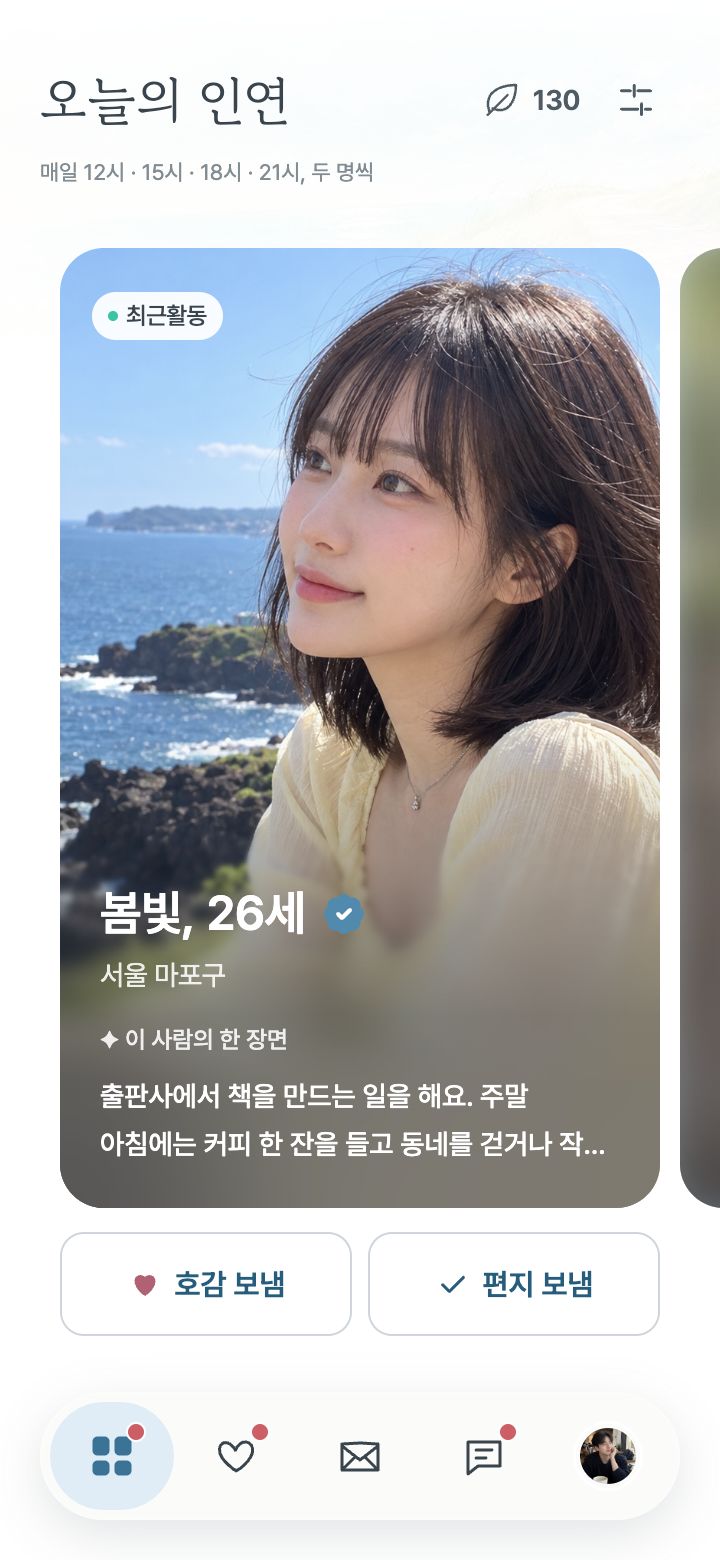 오늘의 인연
130
매일 12시 · 15시 · 18시 · 21시, 두 명씩
최근활동
봄빛, 26세
서울 마포구
✦ 이 사람의 한 장면
출판사에서 책을 만드는 일을 해요. 주말
아침에는 커피 한 잔을 들고 동네를 걷거나 작...
호감 보냄
편지 보냄